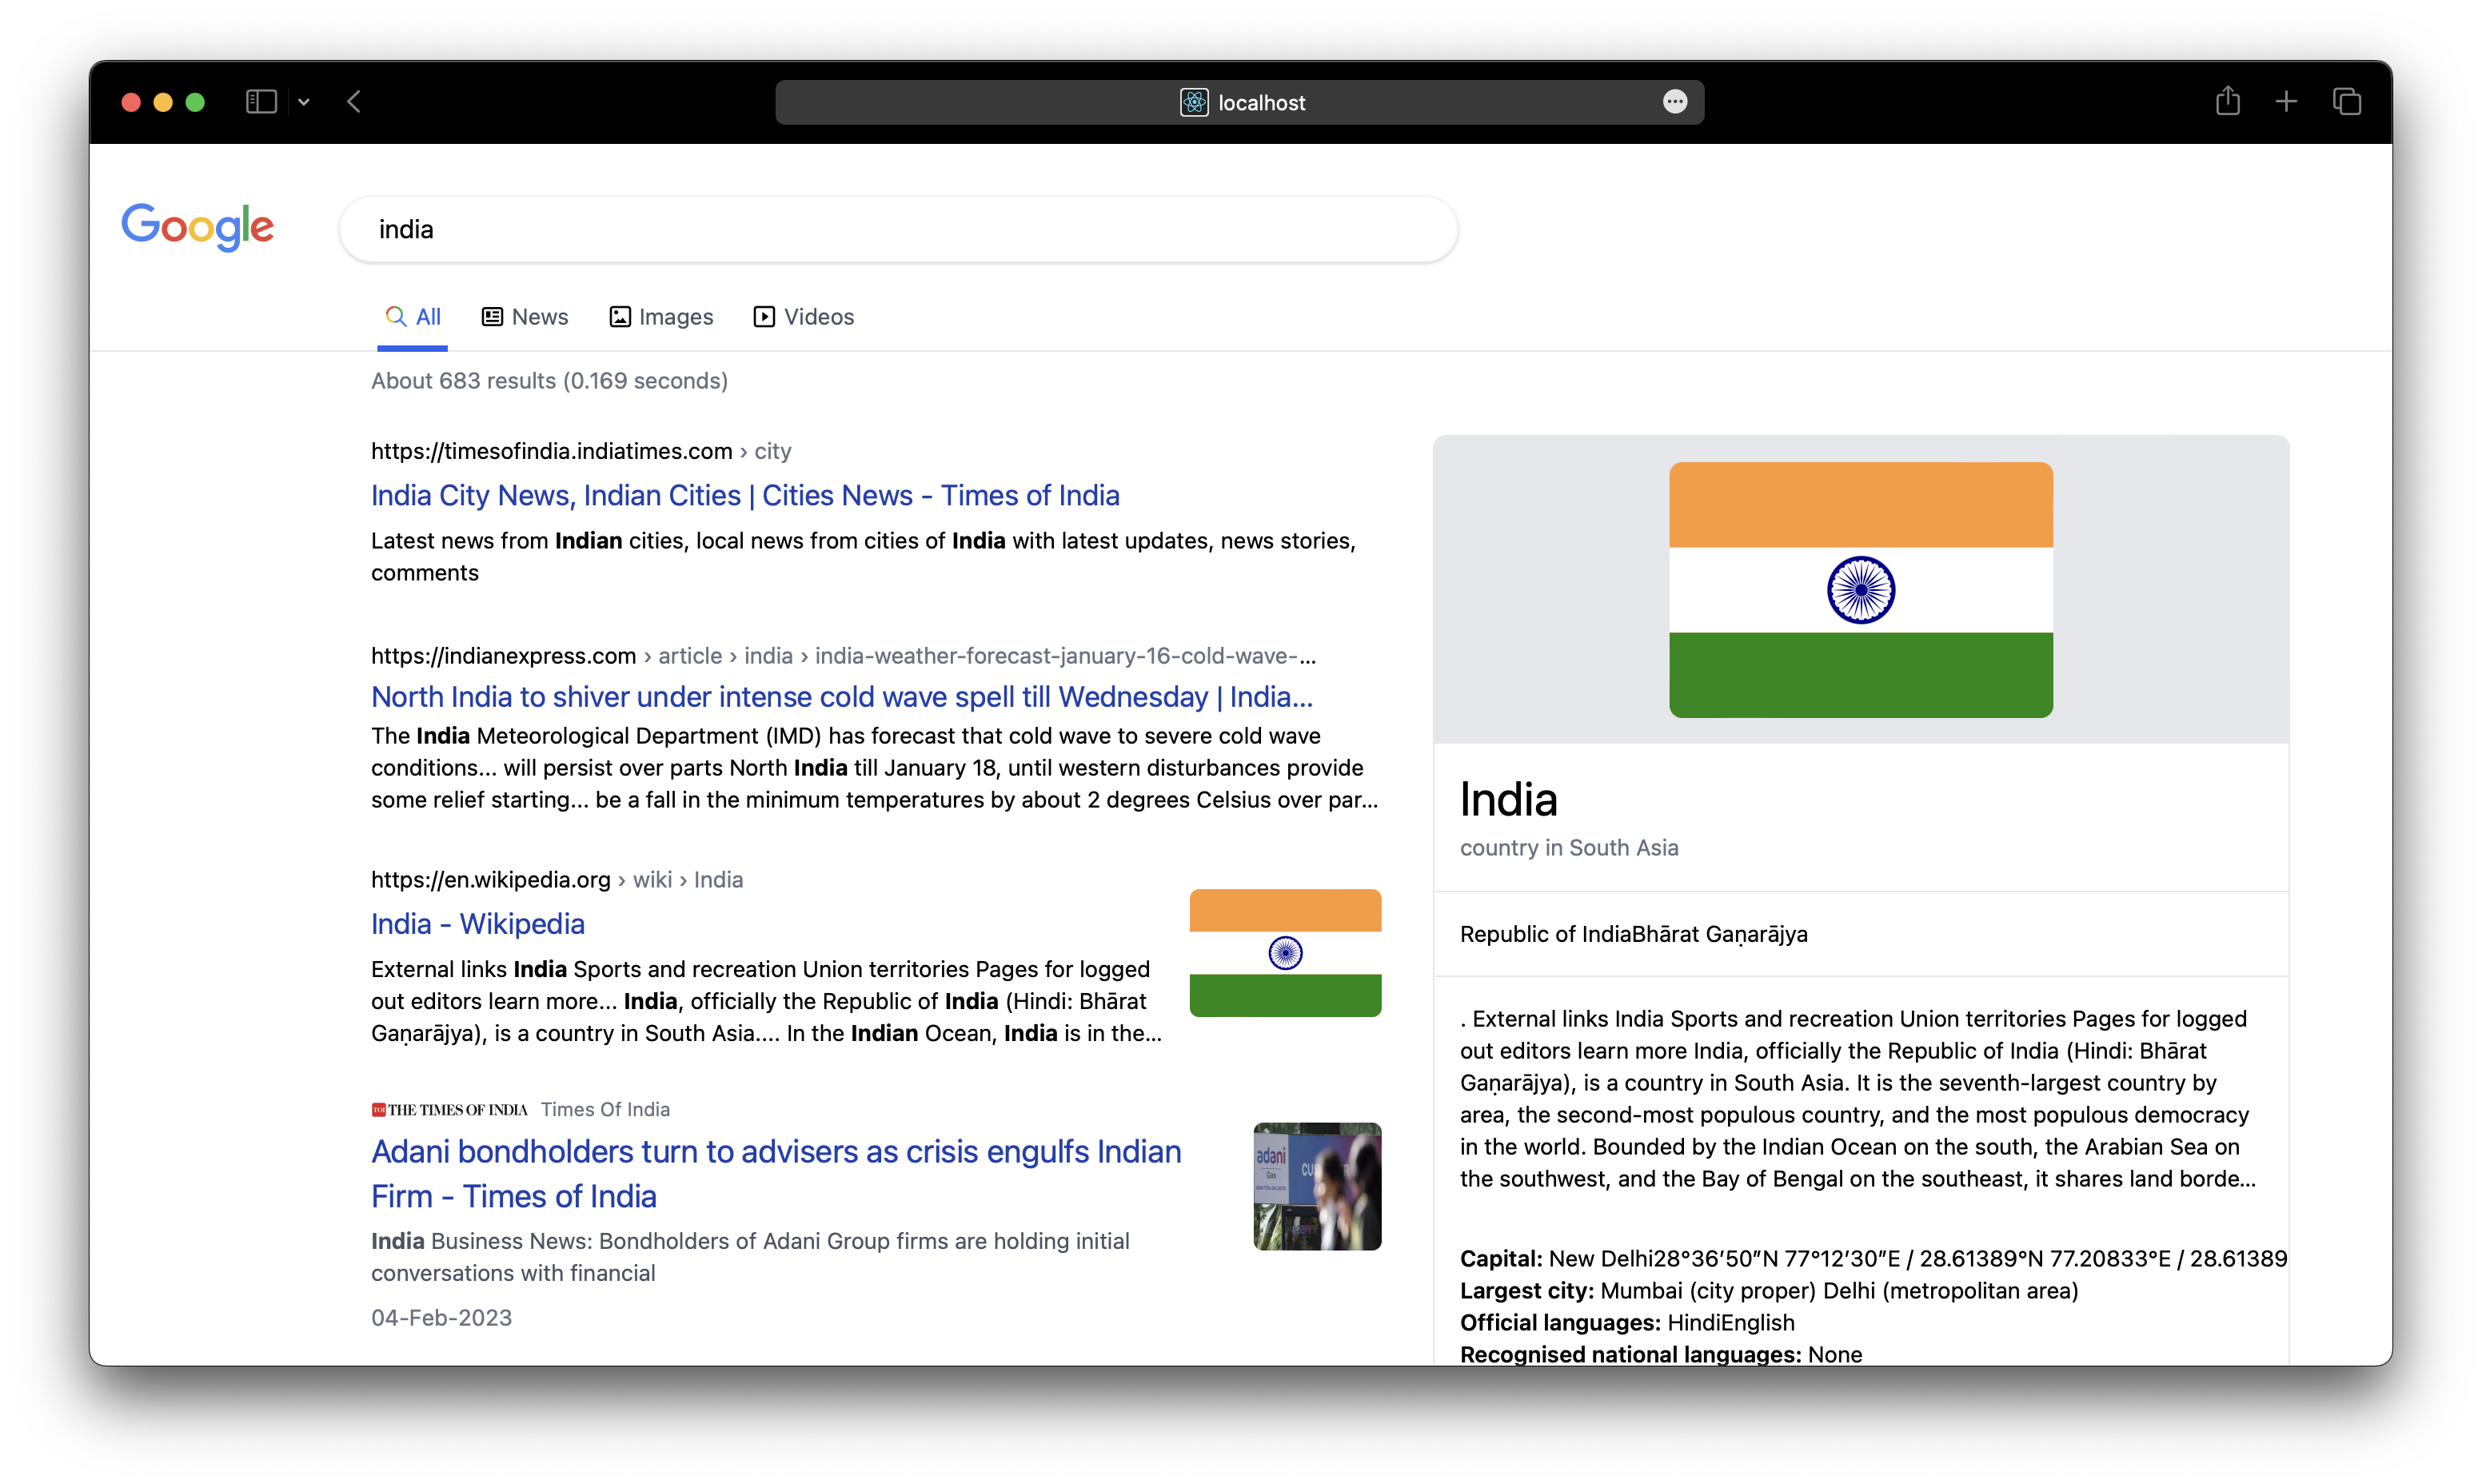 localhost
Google
india
All
News
Images
Videos
About 683 results (0.169 seconds)
https://timesofindia.indiatimes.com › city
India City News, Indian Cities | Cities News - Times of India
Latest news from Indian cities, local news from cities of India with latest updates, news stories,
comments
https://indianexpress.com › article › india › india-weather-forecast-january-16-cold-wave-...
North India to shiver under intense cold wave spell till Wednesday | India...
The India Meteorological Department (IMD) has forecast that cold wave to severe cold wave
conditions... will persist over parts North India till January 18, until western disturbances provide
some relief starting... be a fall in the minimum temperatures by about 2 degrees Celsius over par...
https://en.wikipedia.org › wiki › India
India - Wikipedia
External links India Sports and recreation Union territories Pages for logged
out editors learn more... India, officially the Republic of India (Hindi: Bhārat
Gaṇarājya), is a country in South Asia.... In the Indian Ocean, India is in the...
TOI THE TIMES OF INDIA Times Of India
Adani bondholders turn to advisers as crisis engulfs Indian
Firm - Times of India
India Business News: Bondholders of Adani Group firms are holding initial
conversations with financial
04-Feb-2023
adani
Gas
India
country in South Asia
Republic of IndiaBhārat Gaṇarājya
. External links India Sports and recreation Union territories Pages for logged
out editors learn more India, officially the Republic of India (Hindi: Bhārat
Gaṇarājya), is a country in South Asia. It is the seventh-largest country by
area, the second-most populous country, and the most populous democracy
in the world. Bounded by the Indian Ocean on the south, the Arabian Sea on
the southwest, and the Bay of Bengal on the southeast, it shares land borde...
Capital: New Delhi28°36′50″N 77°12′30″E / 28.61389°N 77.20833°E / 28.61389
Largest city: Mumbai (city proper) Delhi (metropolitan area)
Official languages: HindiEnglish
Recognised national languages: None